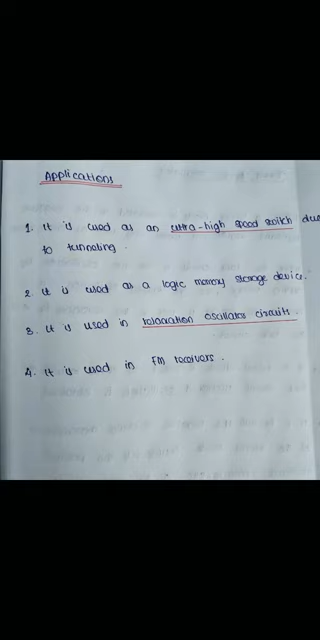 Applications
1. It is used as an ultra-high speed switch due
to tunneling.
2. It is used as a logic memory storage device.
3. It is used in relaxation oscillator circuits.
4. It is used in FM receivers.